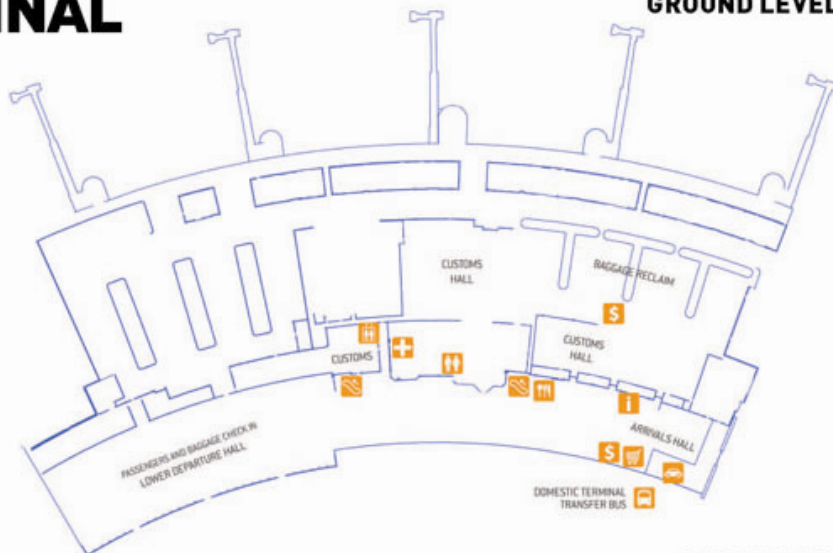 INAL
GROUND LEVEL
CUSTOMS
HALL
BAGGAGE RECLAIM
$
CUSTOMS
HALL
CUSTOMS
i
PASSENGERS AND BAGGAGE CHECK IN
LOWER DEPARTURE HALL
ARRIVALS HALL
$
DOMESTIC TERMINAL
TRANSFER BUS